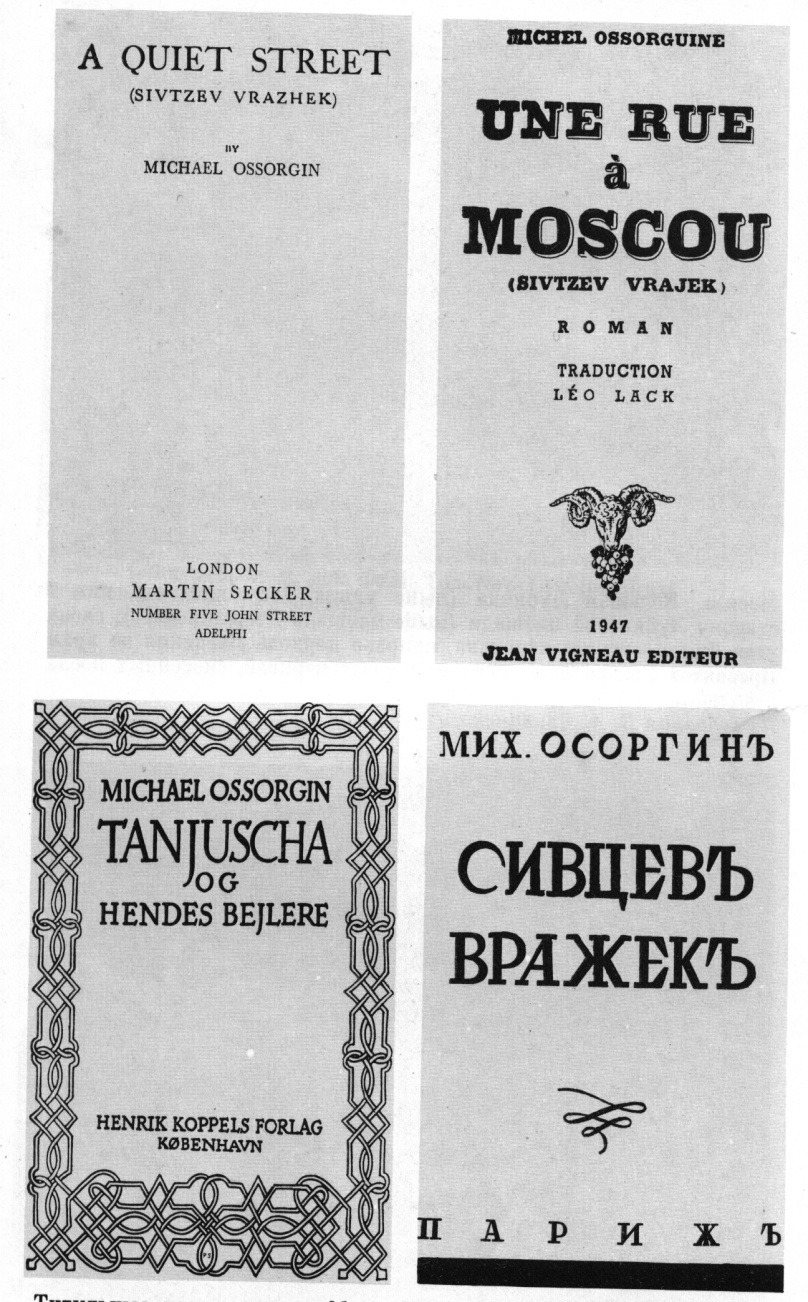 A QUIET STREET
(SIVTZEV VRAZHEK)
BY
MICHAEL OSSORGIN
LONDON
MARTIN SECKER
NUMBER FIVE JOHN STREET
ADELPHI
MICHEL OSSORGUINE
UNE RUE
à
MOSCOU
(SIVTZEV VRAJEK)
ROMAN
TRADUCTION
LÉO LACK
1947
JEAN VIGNEAU EDITEUR
MICHAEL OSSORGIN
TANJUSCHA
OG
HENDES BEJLERE
HENRIK KOPPELS FORLAG
KØBENHAVN
МИХ. ОСОРГИНЪ
СИВЦЕВЪ
ВРАЖЕКЪ
ПАРИЖЪ